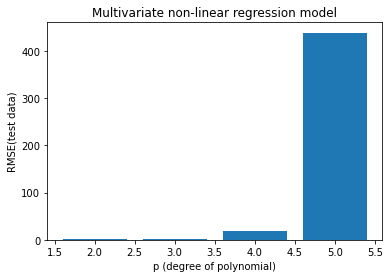 Multivariate non-linear regression model
RMSE(test data)
400
300
200
100
0
1.5 2.0 2.5 3.0 3.5 4.0 4.5 5.0 5.5
p (degree of polynomial)